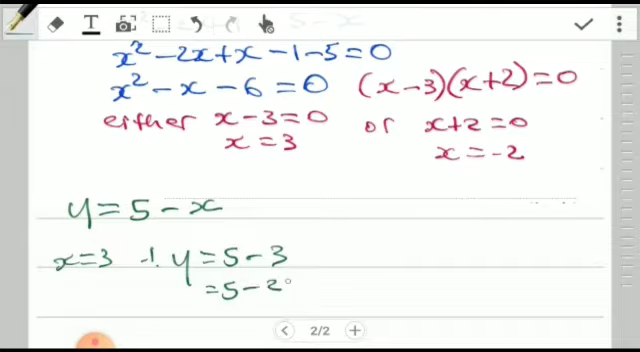 x² - 2x + x - 1 - 5 = 0
x² - x - 6 = 0 (x - 3)(x + 2) = 0
either x - 3 = 0 or x + 2 = 0
x = 3 x = -2
y = 5 - x
x = 3 ∴ y = 5 - 3
= 5 - 2
2/2